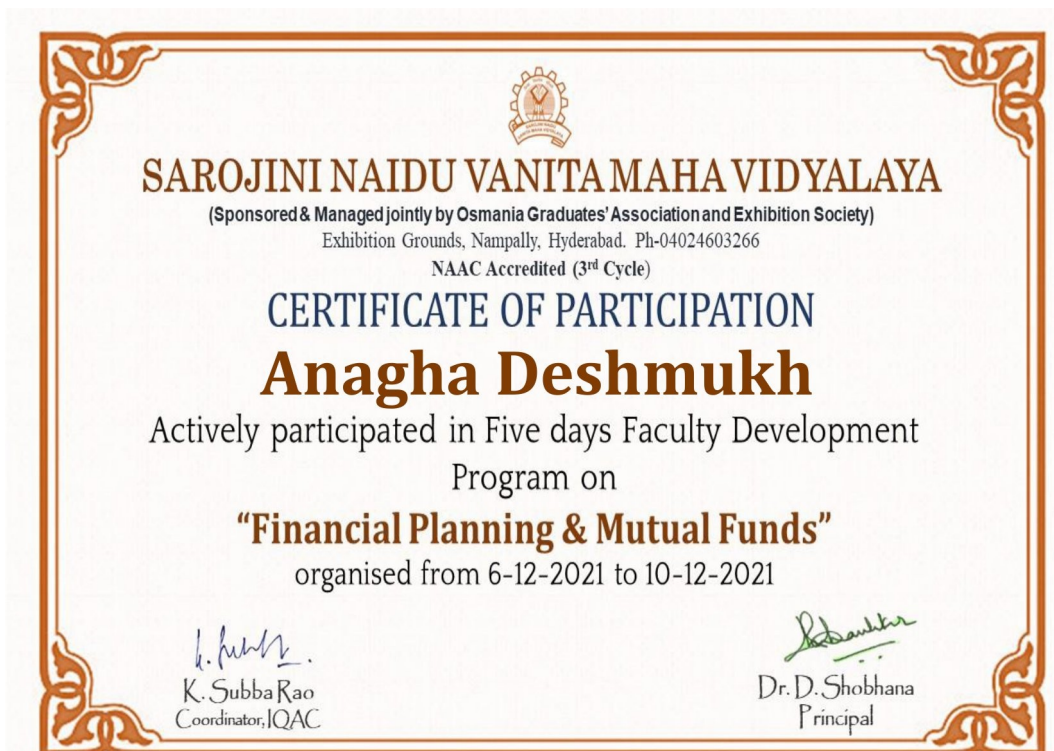 SAROJINI NAIDU VANITA MAHA VIDYALAYA
(Sponsored & Managed jointly by Osmania Graduates' Association and Exhibition Society)
Exhibition Grounds, Nampally, Hyderabad. Ph-04024603266
NAAC Accredited (3rd Cycle)
CERTIFICATE OF PARTICIPATION
Anagha Deshmukh
Actively participated in Five days Faculty Development
Program on
“Financial Planning & Mutual Funds”
organised from 6-12-2021 to 10-12-2021
K. Subba Rao
Coordinator, IQAC
Dr. D. Shobhana
Principal